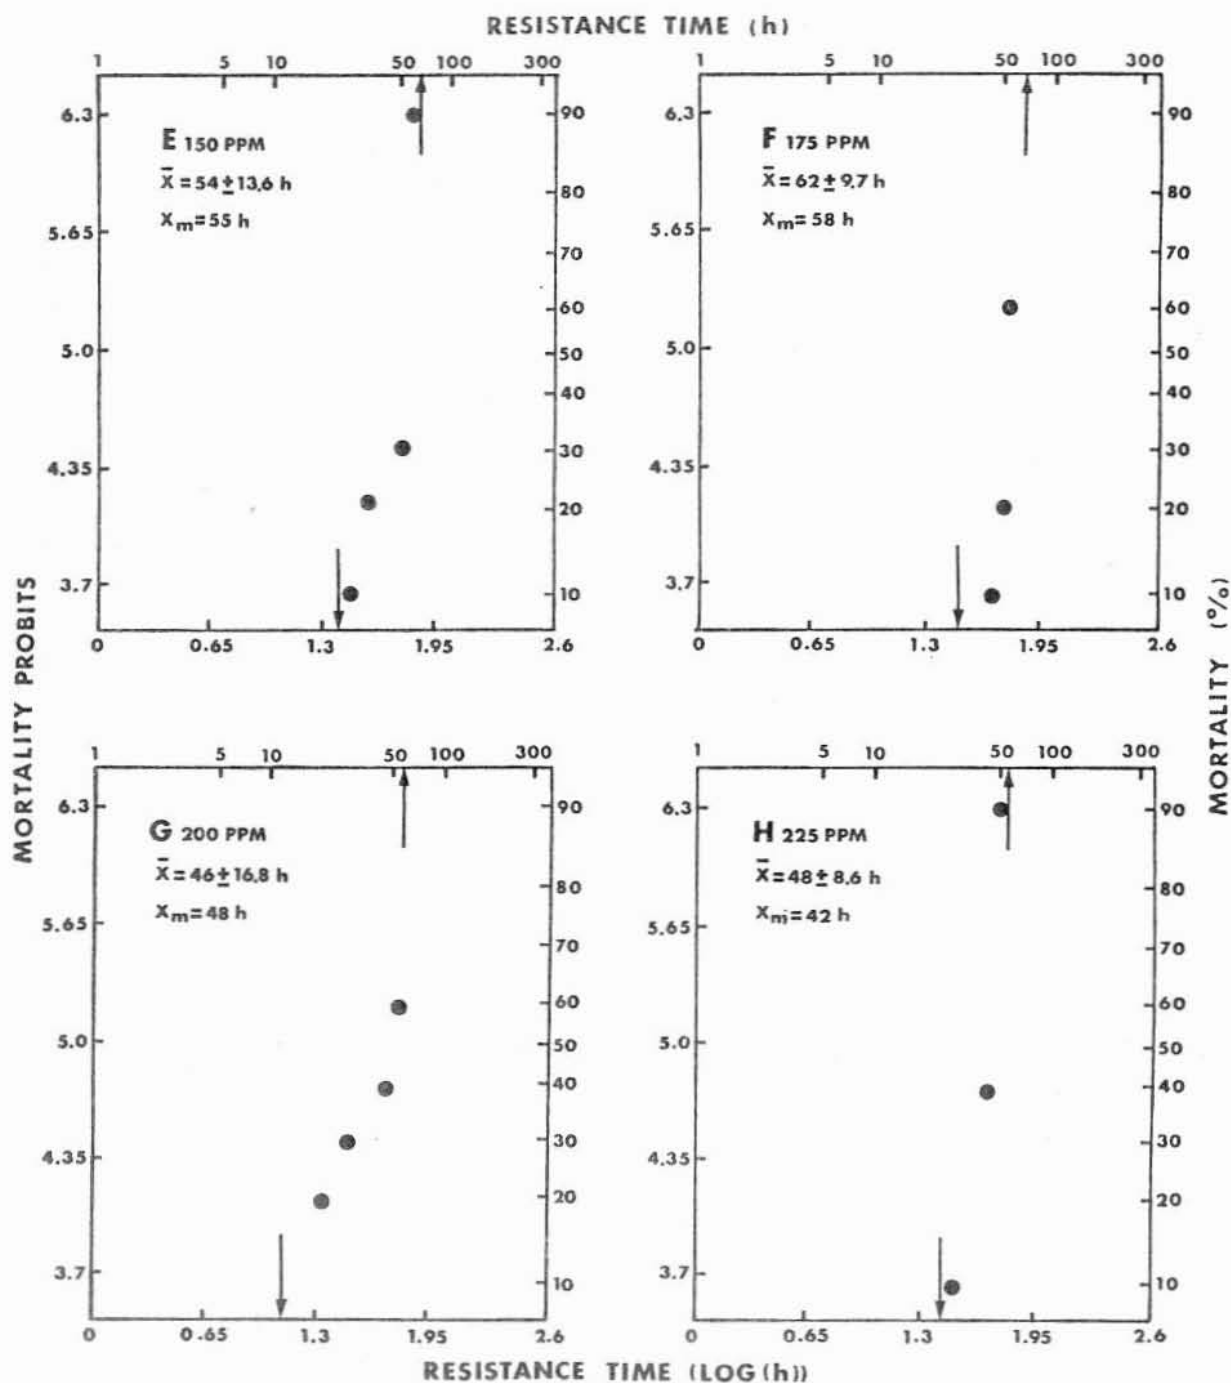 RESISTANCE TIME (h)
1 5 10 50 100 300
6.3
5.65
5.0
4.35
3.7
E 150 PPM
x̄ = 54 ± 13,6 h
xm = 55 h
90
80
70
60
50
40
30
20
10
0 0.65 1.3 1.95 2.6
1 5 10 50 100 300
6.3
5.65
5.0
4.35
3.7
F 175 PPM
x̄ = 62 ± 9.7 h
xm = 58 h
90
80
70
60
50
40
30
20
10
0 0.65 1.3 1.95 2.6
MORTALITY PROBITS
MORTALITY (%)
1 5 10 50 100 300
6.3
5.65
5.0
4.35
3.7
G 200 PPM
x̄ = 46 ± 16,8 h
xm = 48 h
90
80
70
60
50
40
30
20
10
0 0.65 1.3 1.95 2.6
1 5 10 50 100 300
6.3
5.65
5.0
4.35
3.7
H 225 PPM
x̄ = 48 ± 8.6 h
xm = 42 h
90
80
70
60
50
40
30
20
10
0 0.65 1.3 1.95 2.6
RESISTANCE TIME (LOG (h))